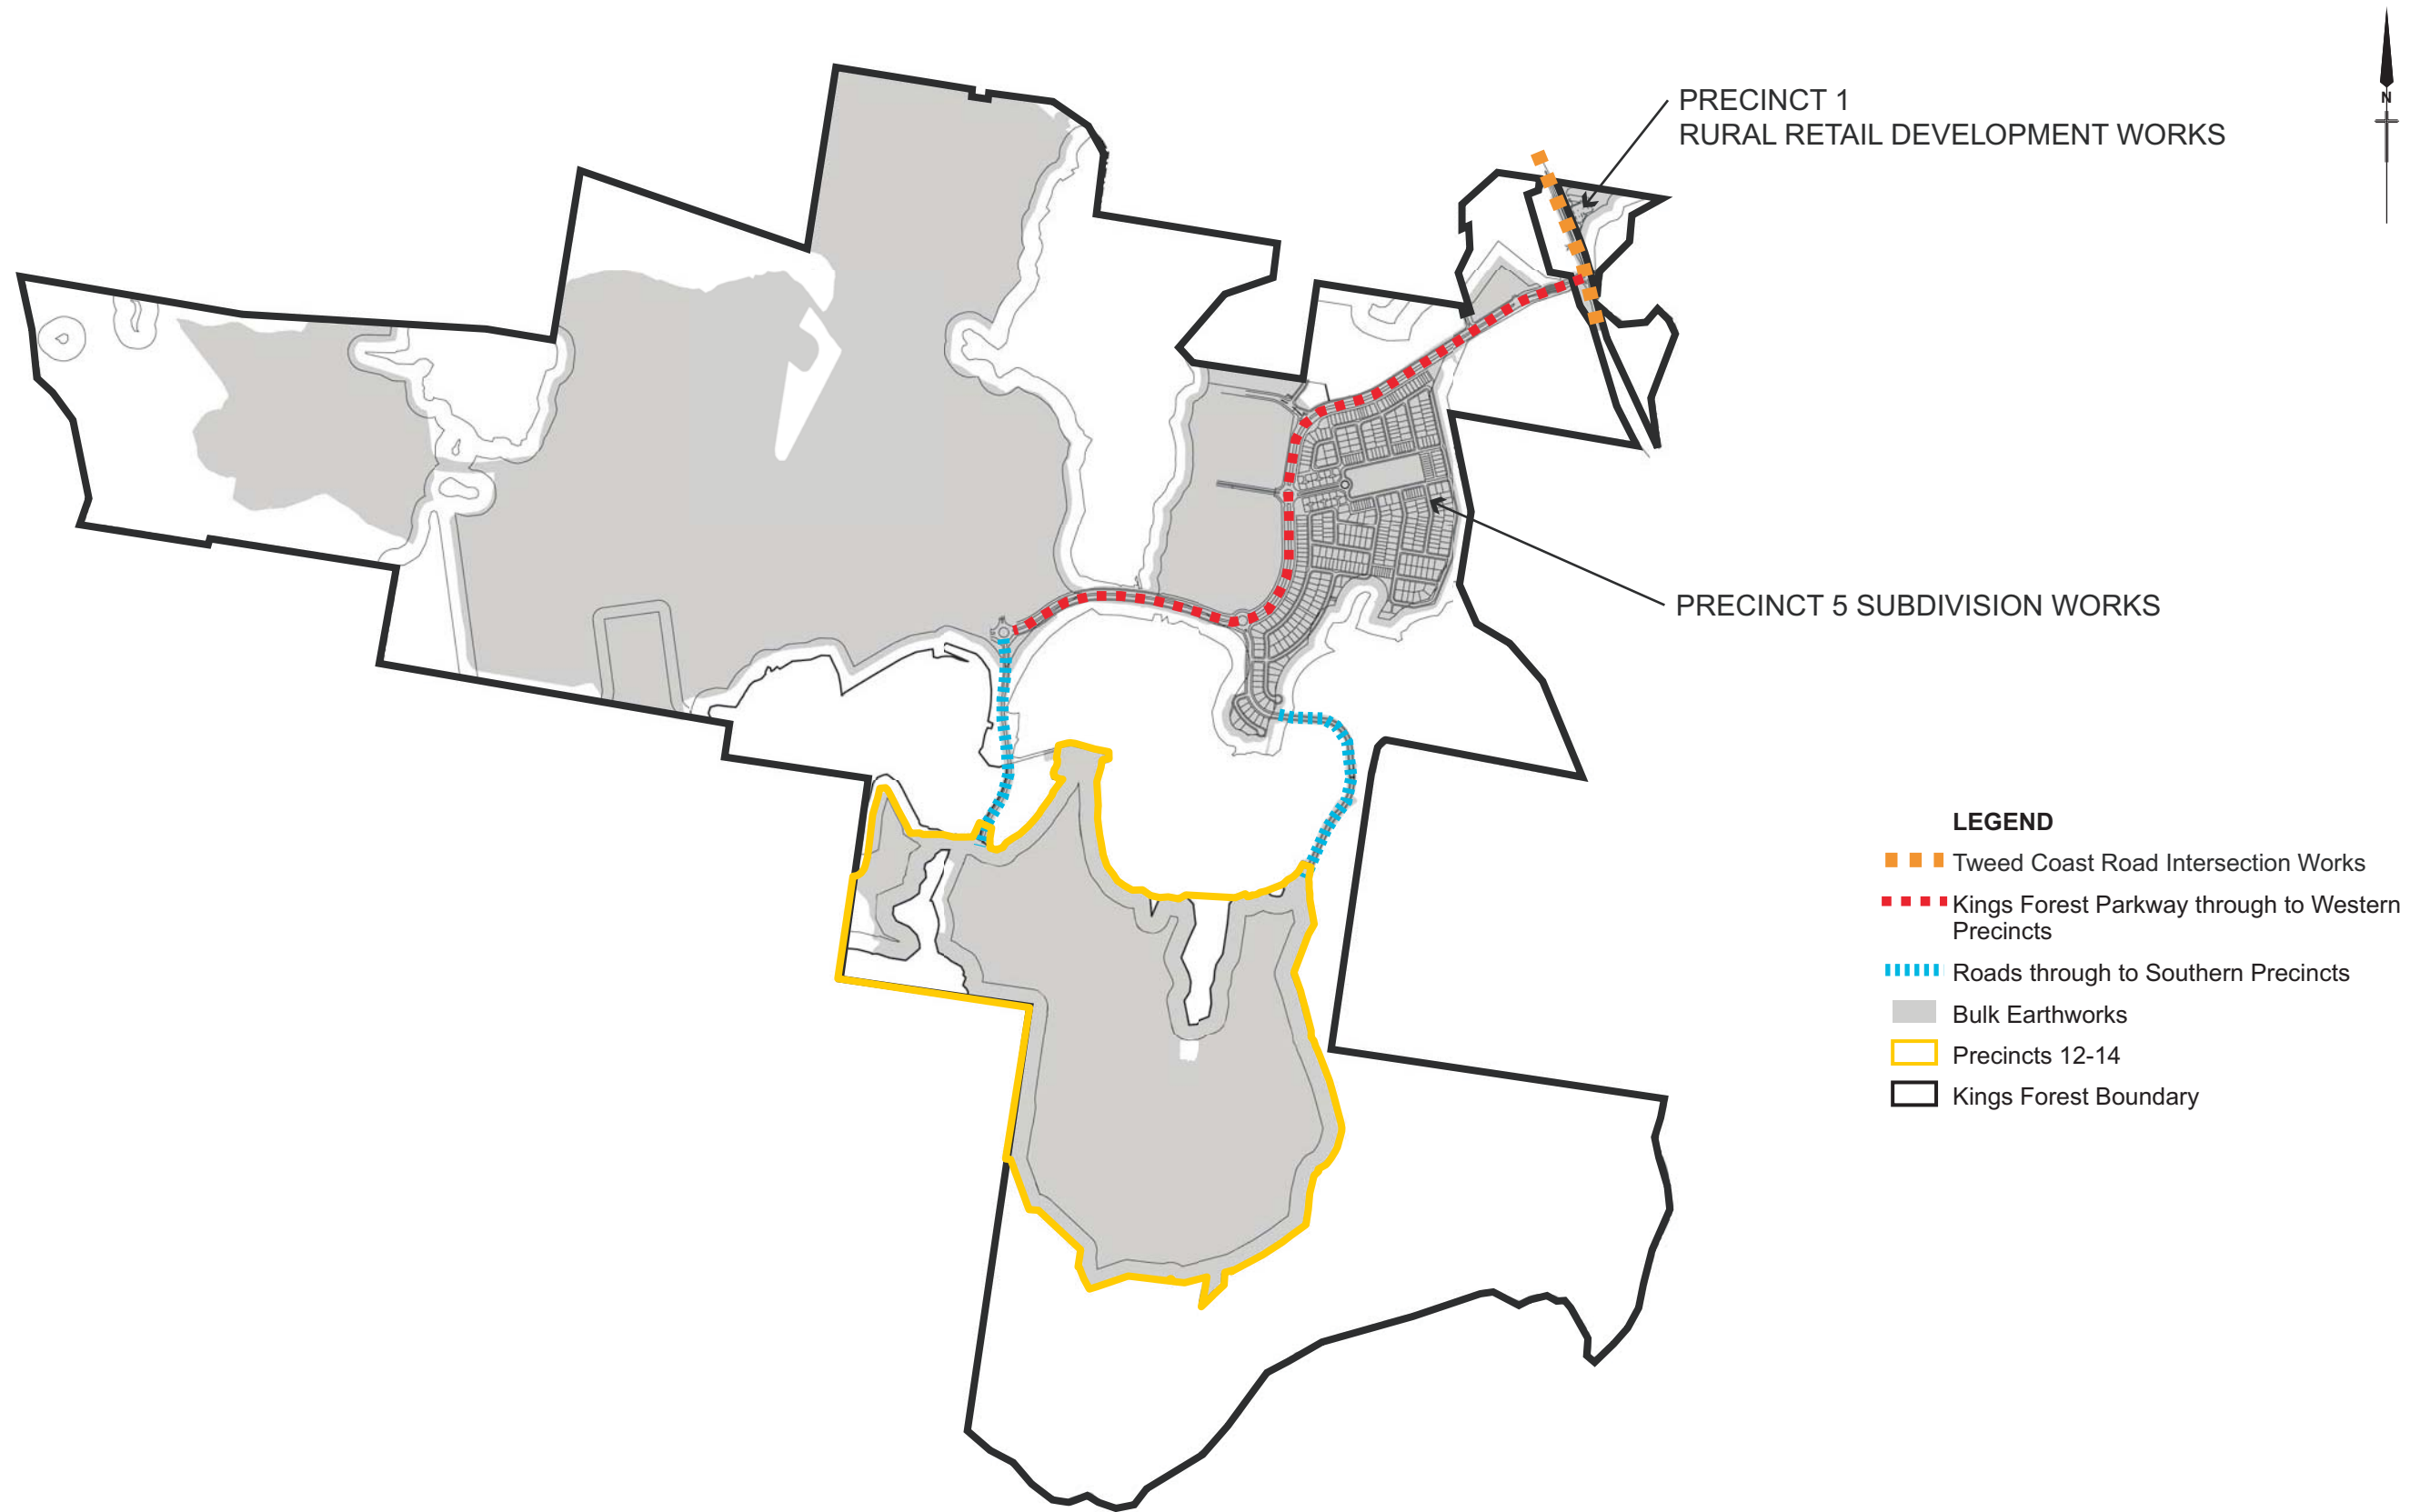 PRECINCT 1
RURAL RETAIL DEVELOPMENT WORKS
N
PRECINCT 5 SUBDIVISION WORKS
LEGEND
Tweed Coast Road Intersection Works
Kings Forest Parkway through to Western
Precincts
Roads through to Southern Precincts
Bulk Earthworks
Precincts 12-14
Kings Forest Boundary